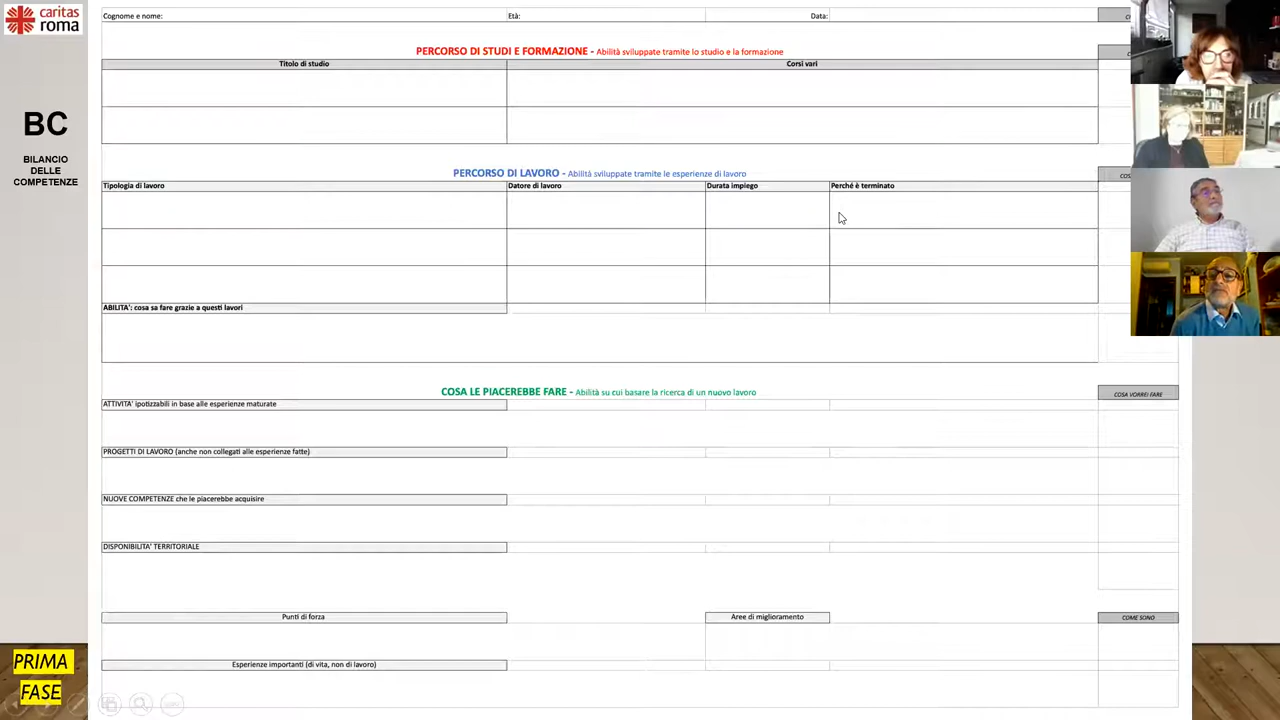 caritas
roma
BC
BILANCIO
DELLE
COMPETENZE
PRIMA
FASE
Cognome e nome: Età: Data:
PERCORSO DI STUDI E FORMAZIONE - Abilità sviluppate tramite lo studio e la formazione
Titolo di studio Corsi vari
PERCORSO DI LAVORO - Abilità sviluppate tramite le esperienze di lavoro
Tipologia di lavoro Datore di lavoro Durata impiego Perché è terminato
ABILITA': cosa sa fare grazie a questi lavori
COSA LE PIACEREBBE FARE - Abilità su cui basare la ricerca di un nuovo lavoro COSA VORREI FARE
ATTIVITA' ipotizzabili in base alle esperienze maturate
PROGETTI DI LAVORO (anche non collegati alle esperienze fatte)
NUOVE COMPETENZE che le piacerebbe acquisire
DISPONIBILITA' TERRITORIALE
Punti di forza Aree di miglioramento COME SONO
Esperienze importanti (di vita, non di lavoro)